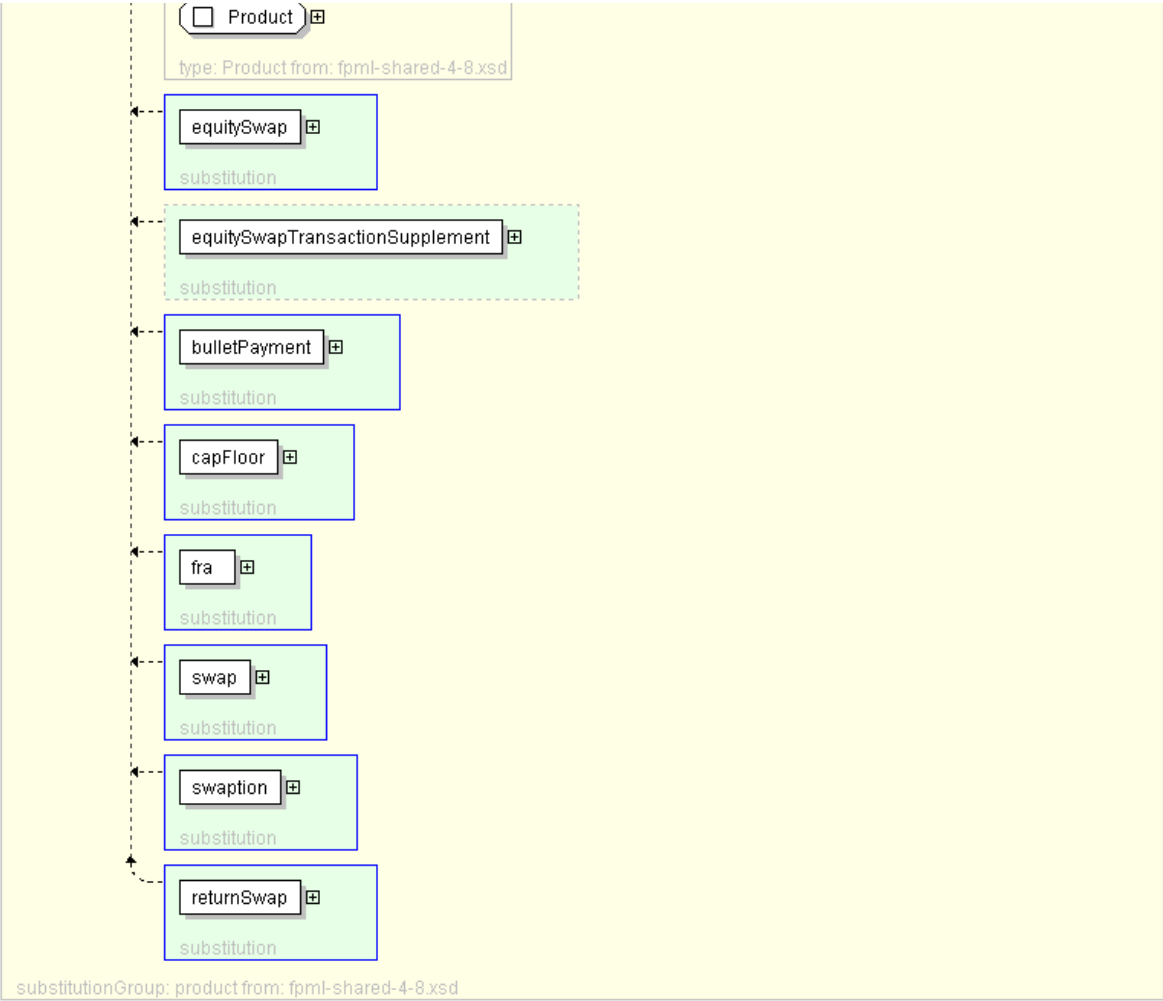 Product
type: Product from: fpml-shared-4-8.xsd
equitySwap
substitution
equitySwapTransactionSupplement
substitution
bulletPayment
substitution
capFloor
substitution
fra
substitution
swap
substitution
swaption
substitution
returnSwap
substitution
substitutionGroup: product from: fpml-shared-4-8.xsd